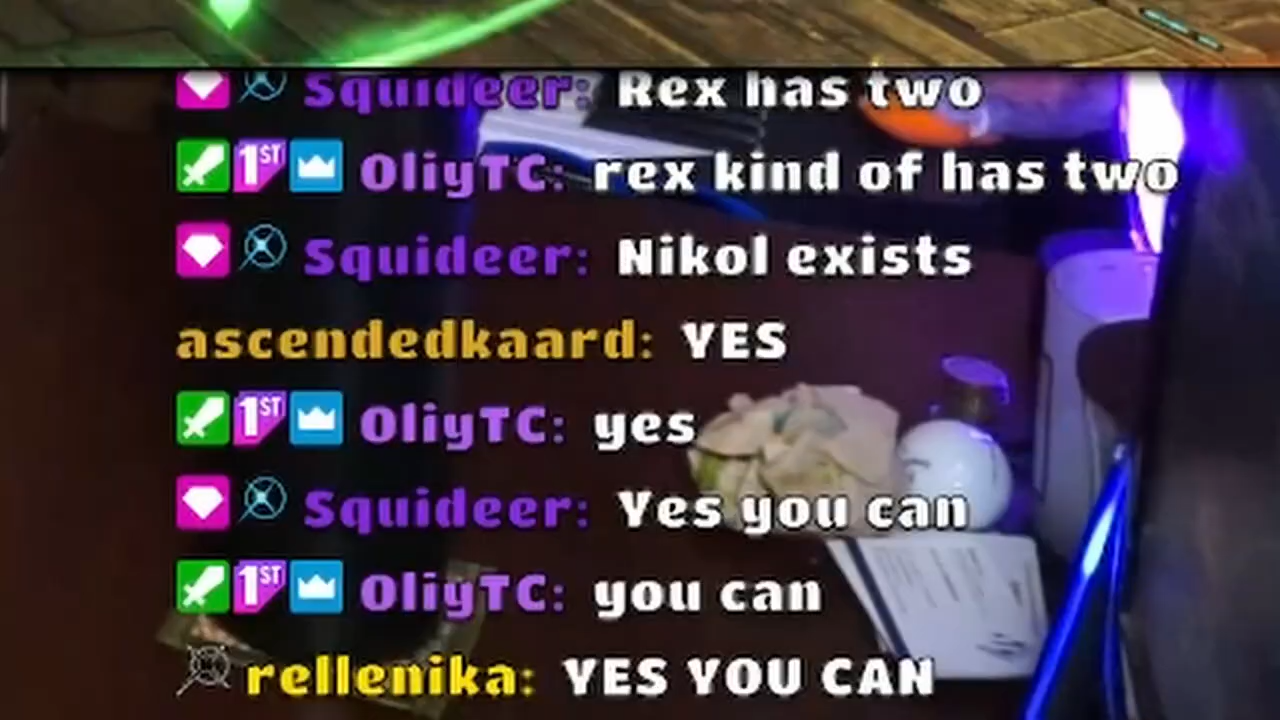 Squideer: Rex has two
1ST OliyTC: rex kind of has two
Squideer: Nikol exists
ascendedkaard: YES
1ST OliyTC: yes
Squideer: Yes you can
1ST OliyTC: you can
rellenika: YES YOU CAN